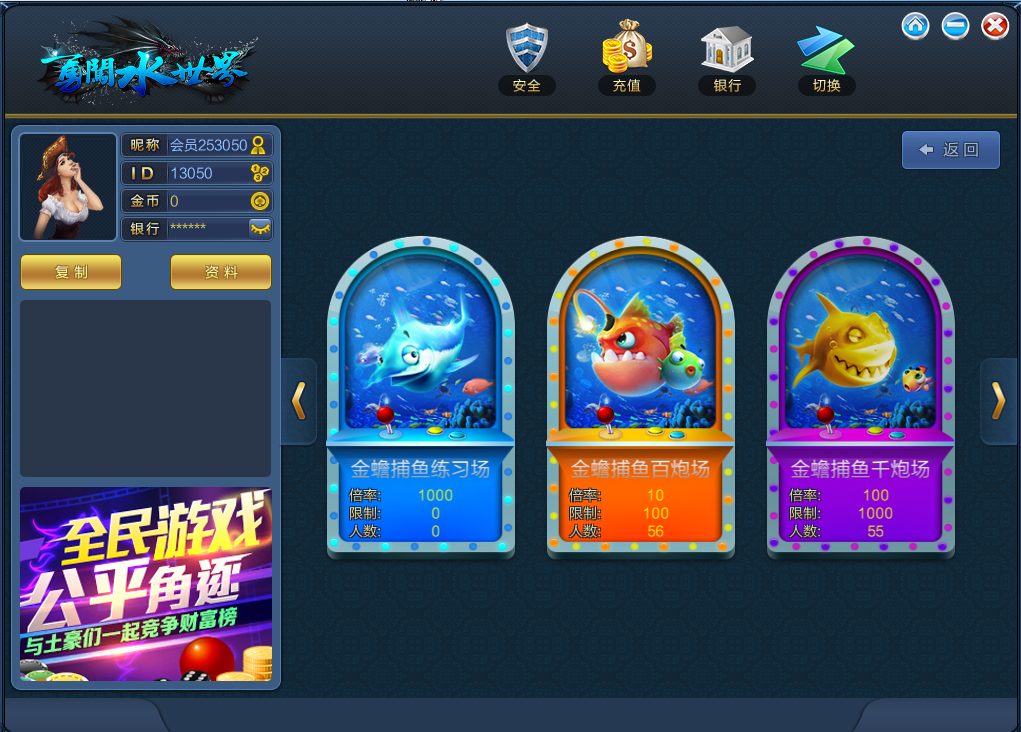 勇闖水世界
安全
充值
银行
切换
昵称 会员253050
ID 13050
金币 0
银行 ******
复制
资料
返回
金蟾捕鱼练习场
倍率: 1000
限制: 0
人数: 0
金蟾捕鱼百炮场
倍率: 10
限制: 100
人数: 56
金蟾捕鱼千炮场
倍率: 100
限制: 1000
人数: 55
全民游戏
公平角逐
与土豪们一起竞争财富榜